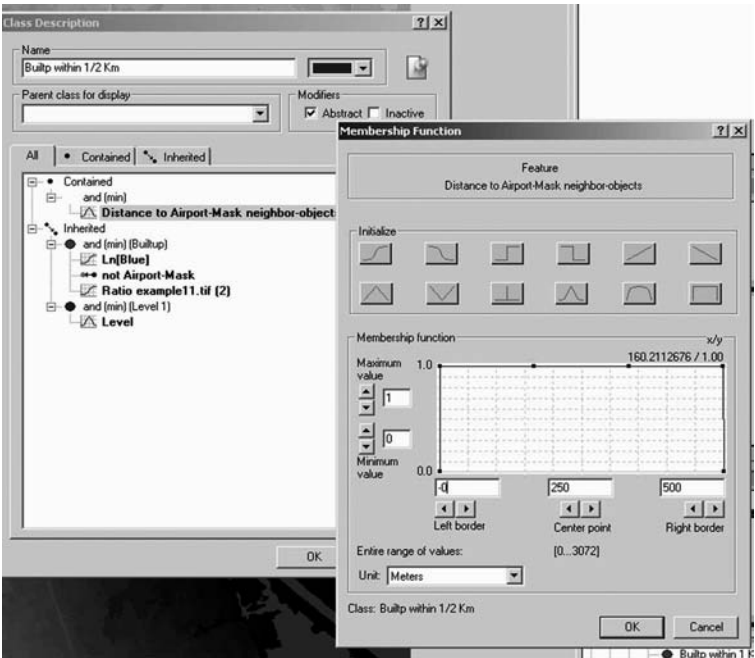 Class Description
Name
Builtp within 1/2 Km
Parent class for display
Modifiers
Abstract
Inactive
All
Contained
Inherited
Contained
and (min)
Distance to Airport-Mask neighbor-object
Inherited
and (min) (Builtup)
Ln[Blue]
not Airport-Mask
Ratio example11.tif (2)
and (min) (Level 1)
Level
OK
Membership Function
Feature
Distance to Airport-Mask neighbor-objects
Initialize
Membership function
x/y
160.2112676 / 1.00
Maximum
value
1.0
1
0
Minimum
value
0.0
-0
250
500
Left border
Center point
Right border
Entire range of values:
[0...3072]
Unit:
Meters
Class: Builtp within 1/2 Km
OK
Cancel
Builtp within 1